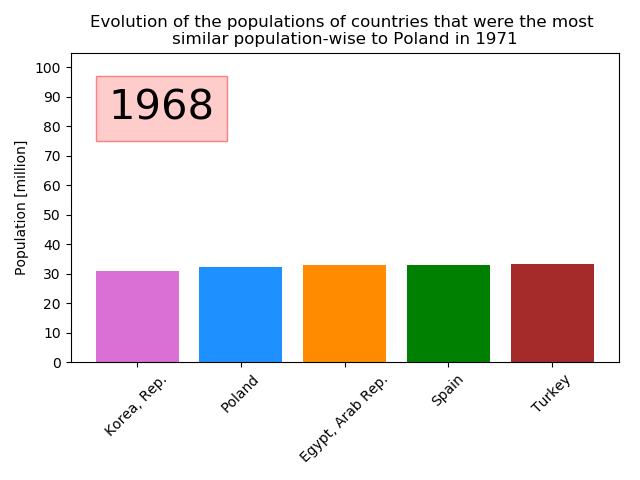 Evolution of the populations of countries that were the most
similar population-wise to Poland in 1971
100
90
80
70
60
50
40
30
20
10
0
Population [million]
1968
Korea, Rep.
Poland
Egypt, Arab Rep.
Spain
Turkey